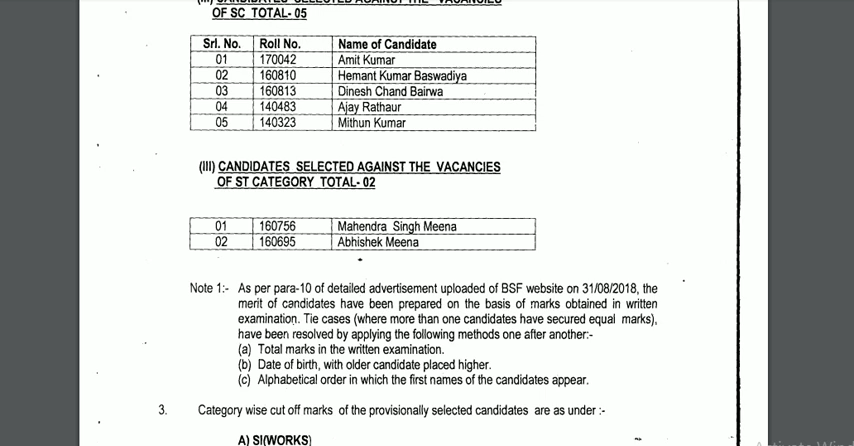 OF SC TOTAL- 05
Srl. No. Roll No. Name of Candidate
01 170042 Amit Kumar
02 160810 Hemant Kumar Baswadiya
03 160813 Dinesh Chand Bairwa
04 140483 Ajay Rathaur
05 140323 Mithun Kumar
(III) CANDIDATES SELECTED AGAINST THE VACANCIES
OF ST CATEGORY TOTAL- 02
01 160756 Mahendra Singh Meena
02 160695 Abhishek Meena
Note 1:- As per para-10 of detailed advertisement uploaded of BSF website on 31/08/2018, the
merit of candidates have been prepared on the basis of marks obtained in written
examination. Tie cases (where more than one candidates have secured equal marks),
have been resolved by applying the following methods one after another:-
(a) Total marks in the written examination.
(b) Date of birth, with older candidate placed higher.
(c) Alphabetical order in which the first names of the candidates appear.
3. Category wise cut off marks of the provisionally selected candidates are as under :-
A) SI(WORKS)